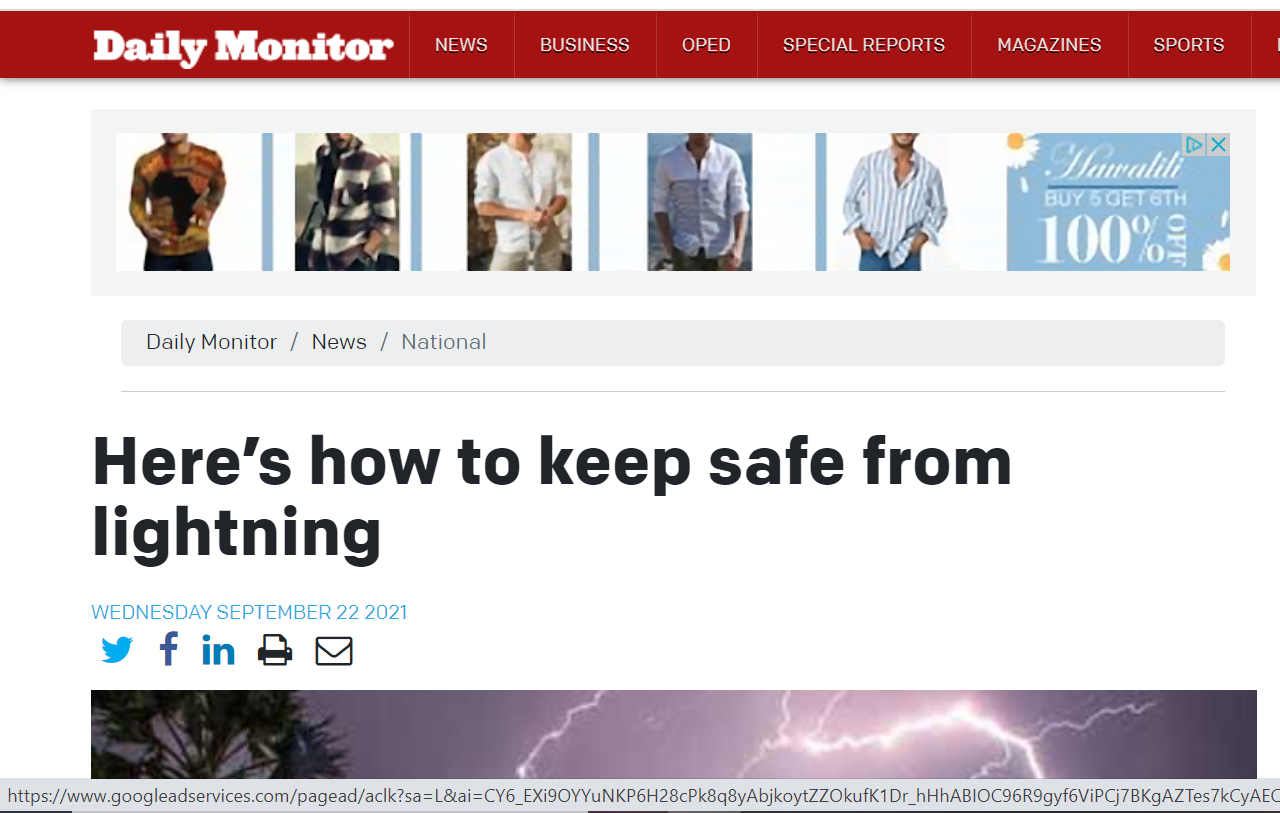 Daily Monitor NEWS BUSINESS OPED SPECIAL REPORTS MAGAZINES SPORTS
Hawalili
BUY 5 GET 6TH
100% OFF
Daily Monitor / News / National
Here’s how to keep safe from
lightning
WEDNESDAY SEPTEMBER 22 2021
https://www.googleadservices.com/pagead/aclk?sa=L&ai=CY6_EXi9OYYuNKP6H28cPk8q8yAbjkoytZZOkufK1Dr_hHhABIOC96R9gyf6ViPCj7BKgAZTes7kCyAEC